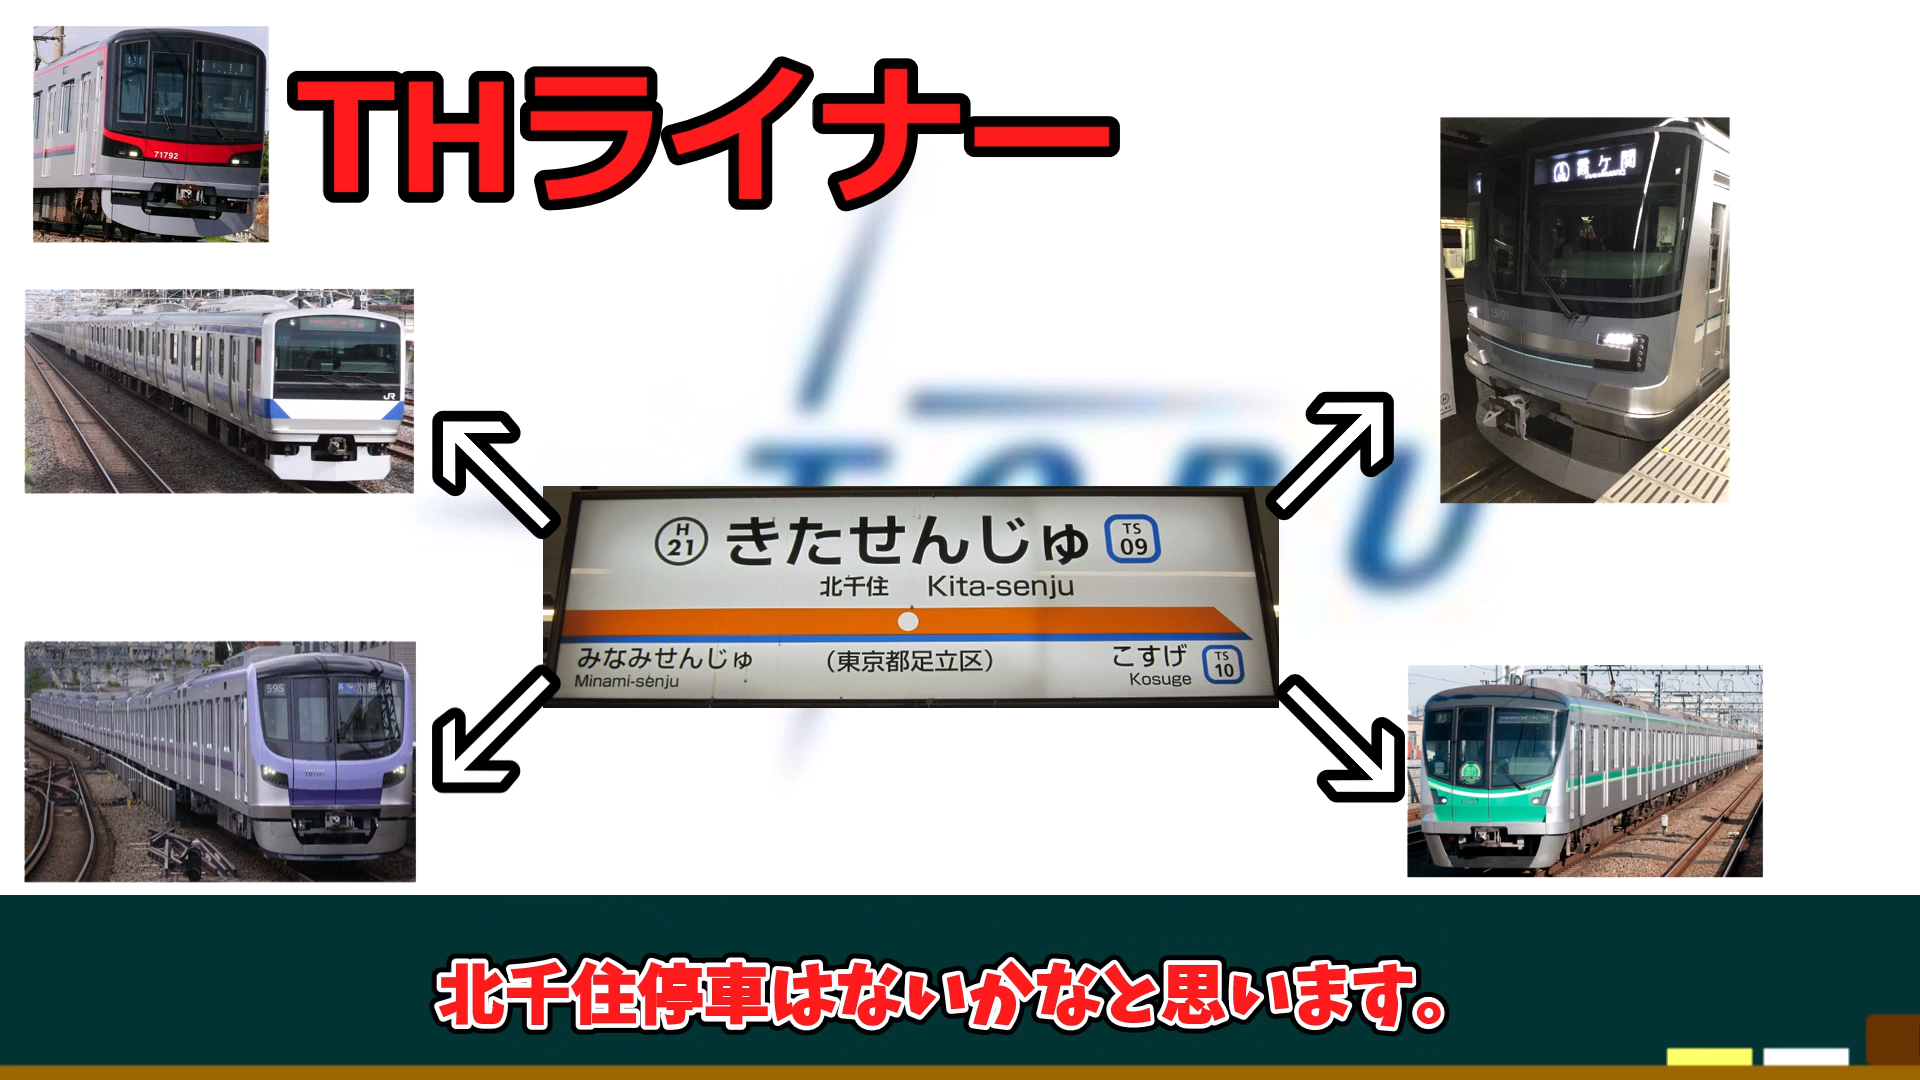 THライナー
71792
霞ケ関
JR
H
21
きたせんじゅ
TS
09
北千住 Kita-senju
みなみせんじゅ
Minami-senju
(東京都足立区)
こすげ
Kosuge
TS
10
北千住停車はないかなと思います。